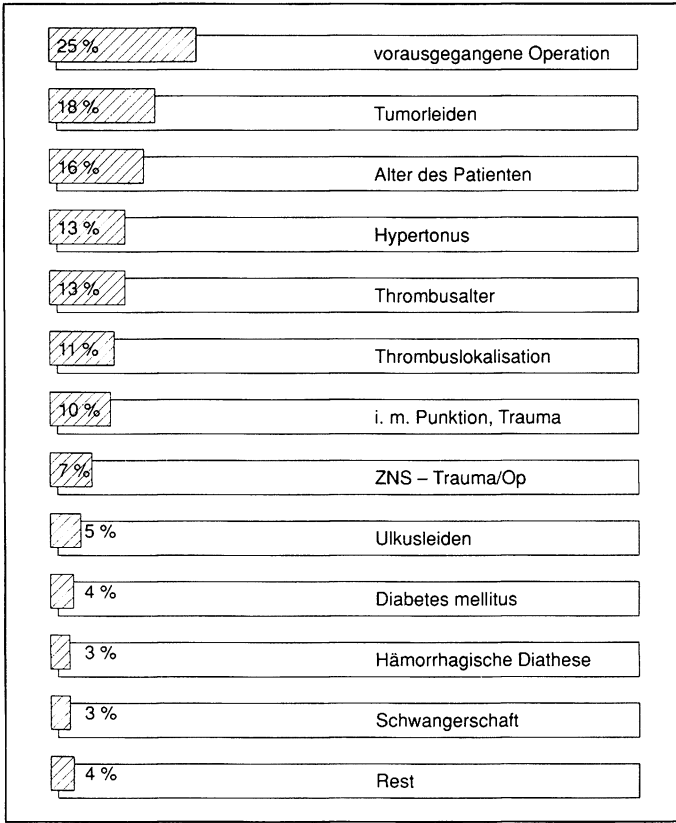 25 % vorausgegangene Operation
18 % Tumorleiden
16 % Alter des Patienten
13 % Hypertonus
13 % Thrombusalter
11 % Thrombuslokalisation
10 % i. m. Punktion, Trauma
7 % ZNS – Trauma/Op
5 % Ulkusleiden
4 % Diabetes mellitus
3 % Hämorrhagische Diathese
3 % Schwangerschaft
4 % Rest